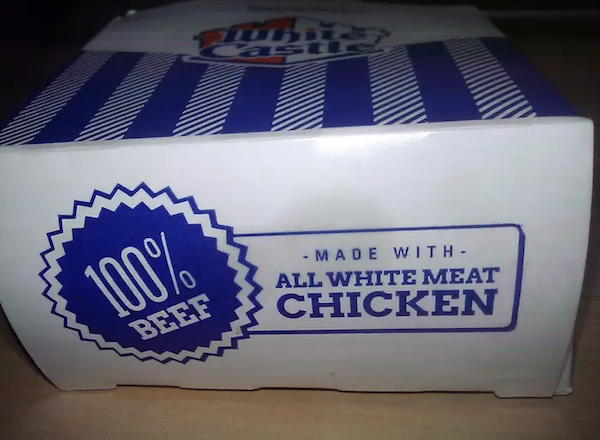 White
Castle
100%
BEEF
-MADE WITH-
ALL WHITE MEAT
CHICKEN